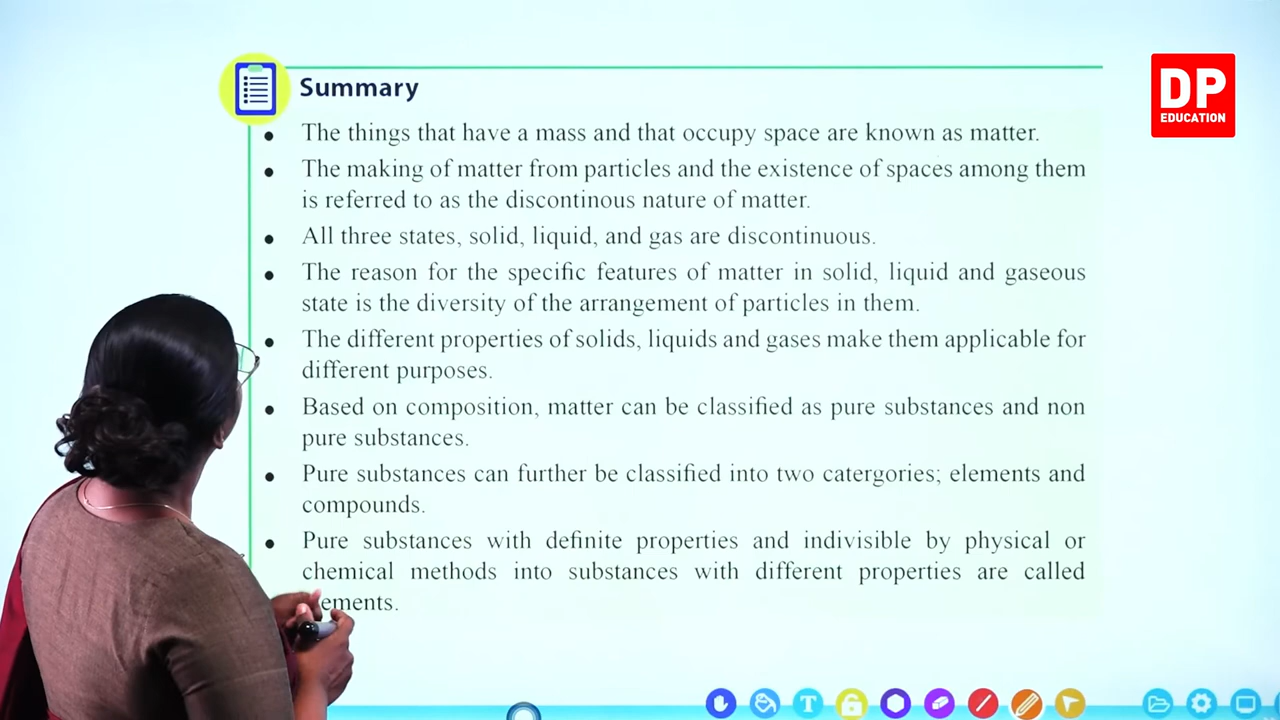 Summary
DP
EDUCATION
The things that have a mass and that occupy space are known as matter.
The making of matter from particles and the existence of spaces among them
is referred to as the discontinous nature of matter.
All three states, solid, liquid, and gas are discontinuous.
The reason for the specific features of matter in solid, liquid and gaseous
state is the diversity of the arrangement of particles in them.
The different properties of solids, liquids and gases make them applicable for
different purposes.
Based on composition, matter can be classified as pure substances and non
pure substances.
Pure substances can further be classified into two catergories; elements and
compounds.
Pure substances with definite properties and indivisible by physical or
chemical methods into substances with different properties are called
ements.
T